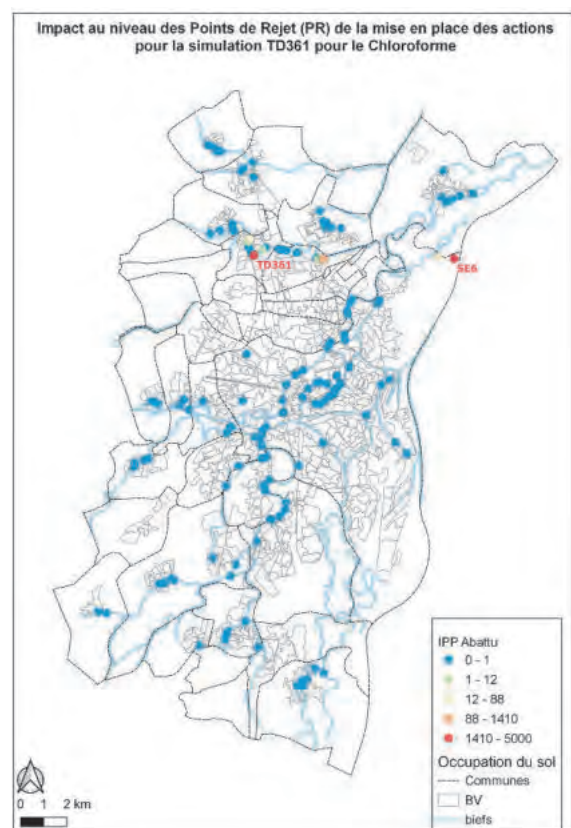 Impact au niveau des Points de Rejet (PR) de la mise en place des actions
pour la simulation TD361 pour le Chloroforme
TD361
SE6
IPP Abattu
0 - 1
1 - 12
12 - 88
88 - 1410
1410 - 5000
Occupation du sol
Communes
BV
biefs
0 1 2 km